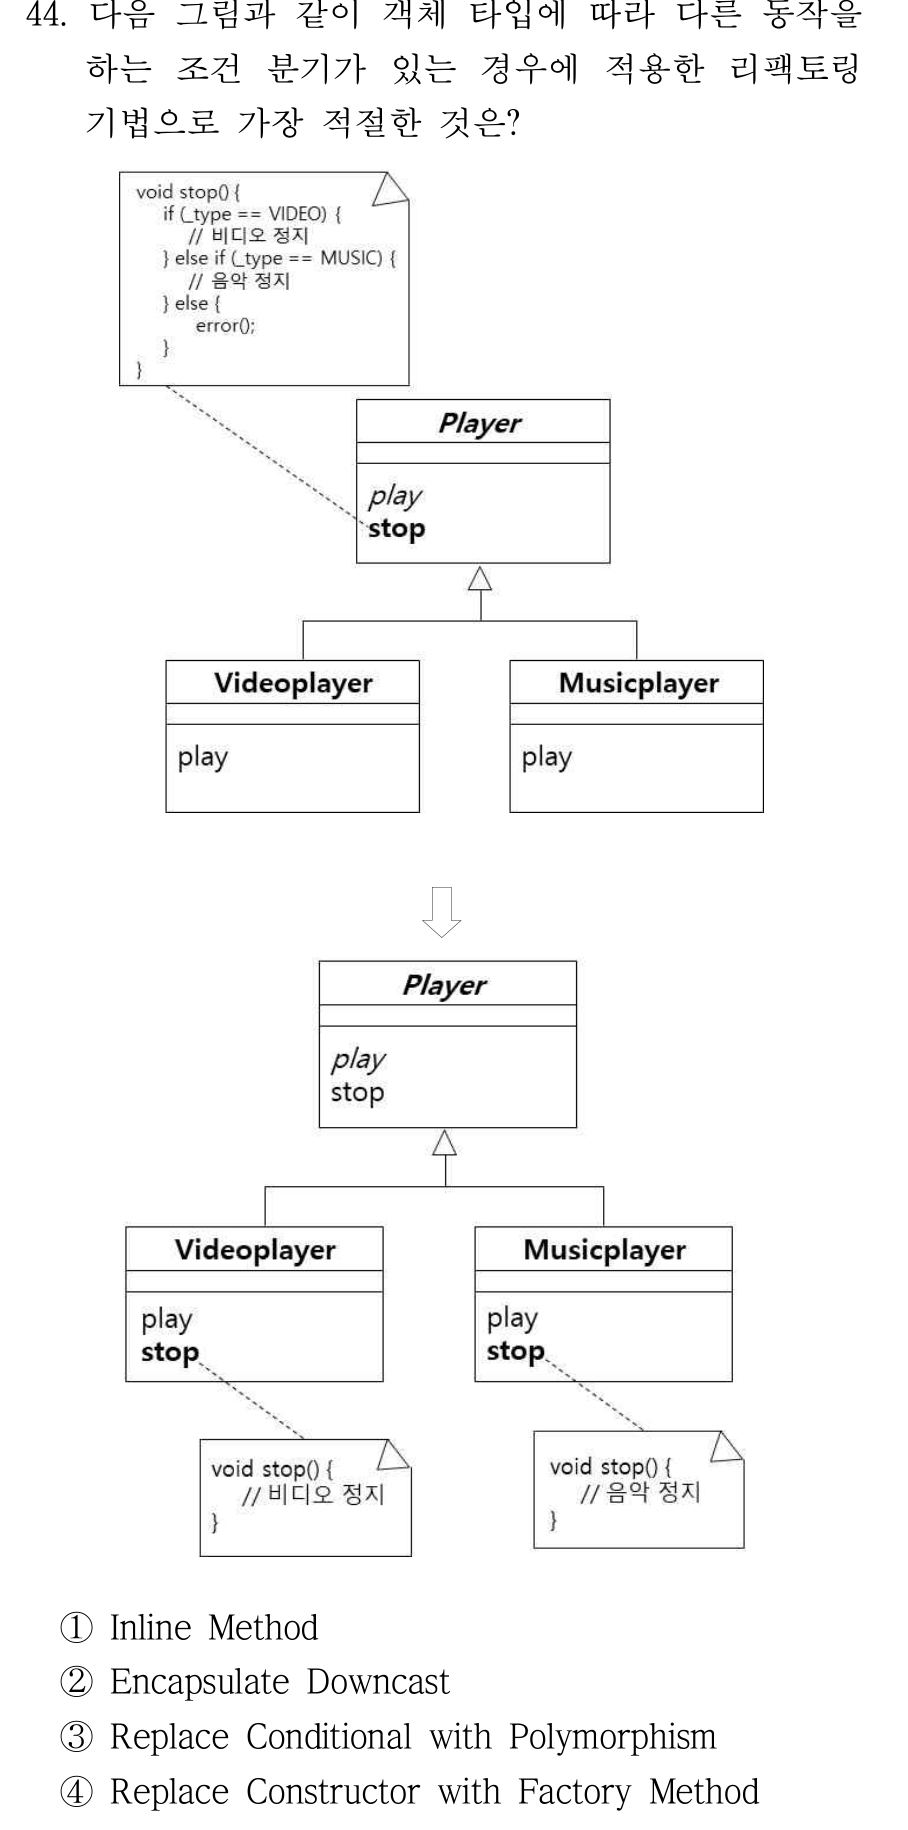 44. 다음 그림과 같이 객체 타입에 따라 다른 동작을
하는 조건 분기가 있는 경우에 적용한 리팩토링
기법으로 가장 적절한 것은?
void stop() {
if (_type == VIDEO) {
// 비디오 정지
} else if (_type == MUSIC) {
// 음악 정지
} else {
error();
}
}
Player
play
stop
Videoplayer
play
Musicplayer
play
Player
play
stop
Videoplayer
play
stop
Musicplayer
play
stop
void stop() {
// 비디오 정지
}
void stop() {
// 음악 정지
}
① Inline Method
② Encapsulate Downcast
③ Replace Conditional with Polymorphism
④ Replace Constructor with Factory Method